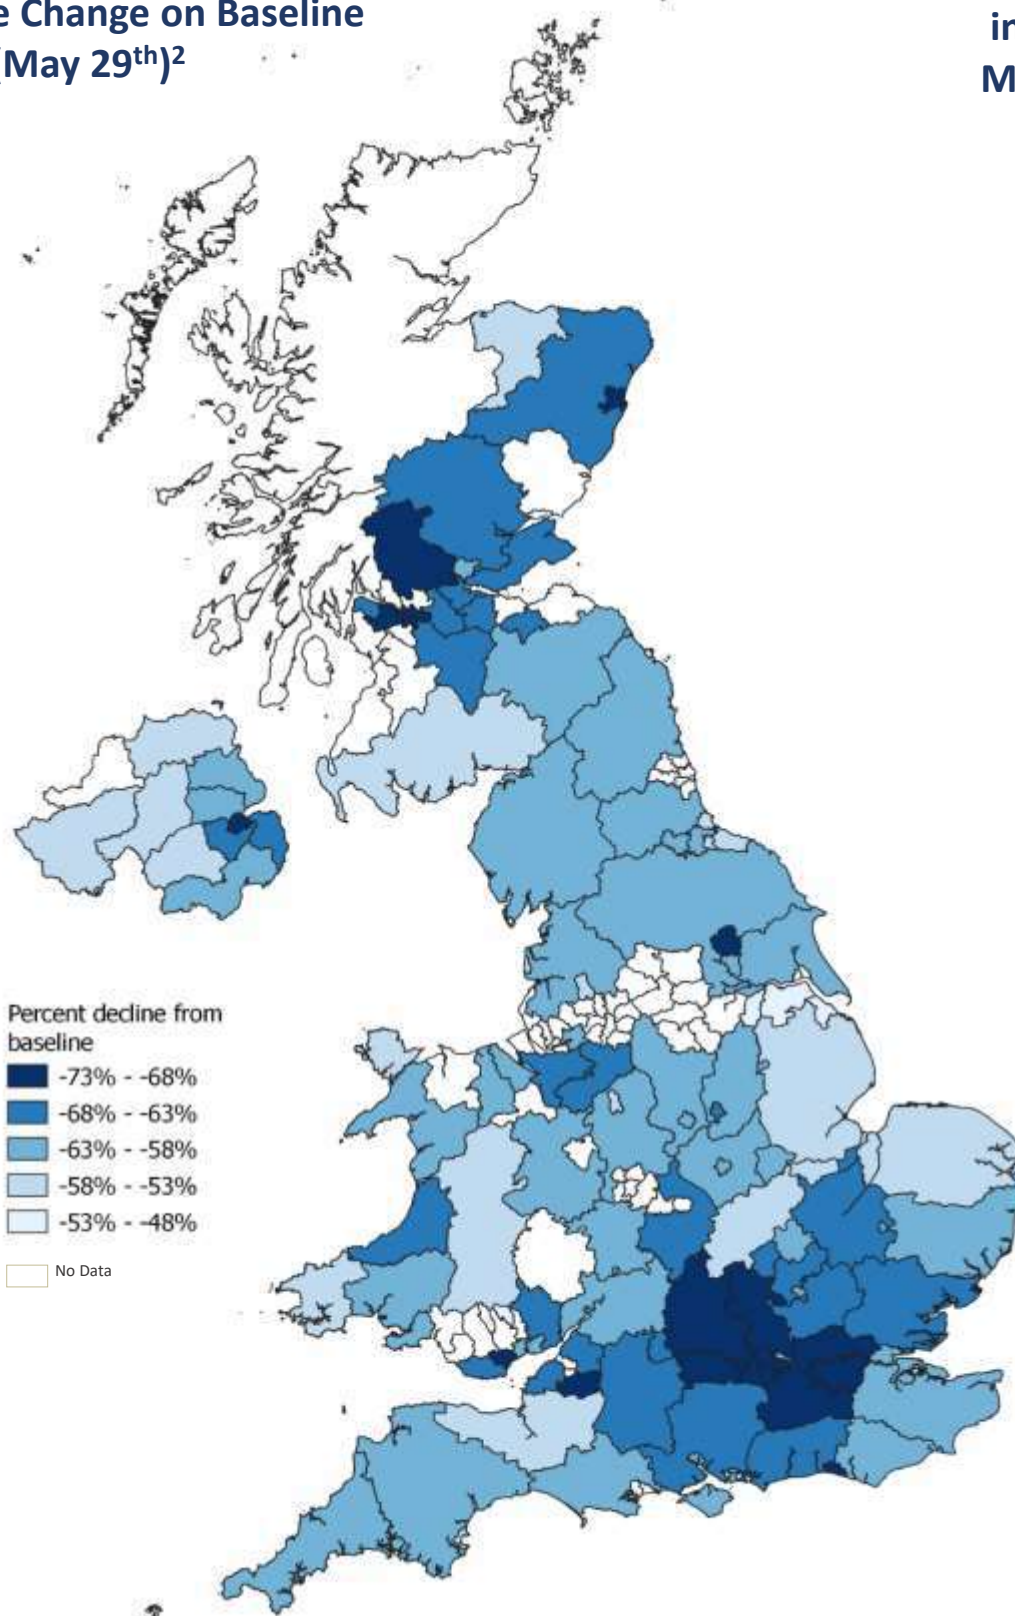 e Change on Baseline
(May 29th)2
in
M
Percent decline from
baseline
-73% - -68%
-68% - -63%
-63% - -58%
-58% - -53%
-53% - -48%
No Data